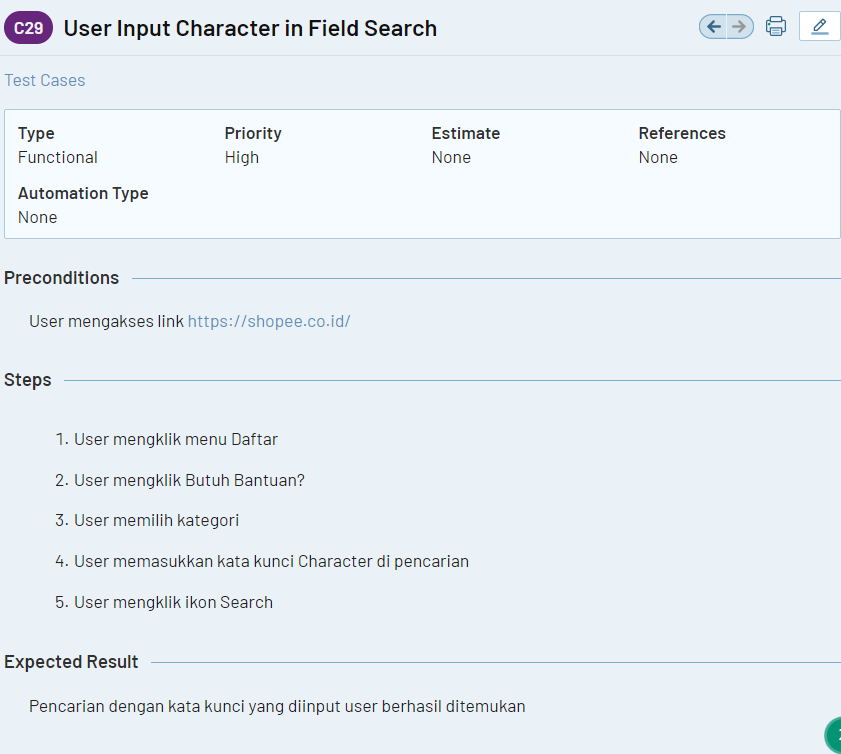 C29 User Input Character in Field Search
Test Cases
Type Priority Estimate References
Functional High None None
Automation Type
None
Preconditions
User mengakses link https://shopee.co.id/
Steps
1. User mengklik menu Daftar
2. User mengklik Butuh Bantuan?
3. User memilih kategori
4. User memasukkan kata kunci Character di pencarian
5. User mengklik ikon Search
Expected Result
Pencarian dengan kata kunci yang diinput user berhasil ditemukan